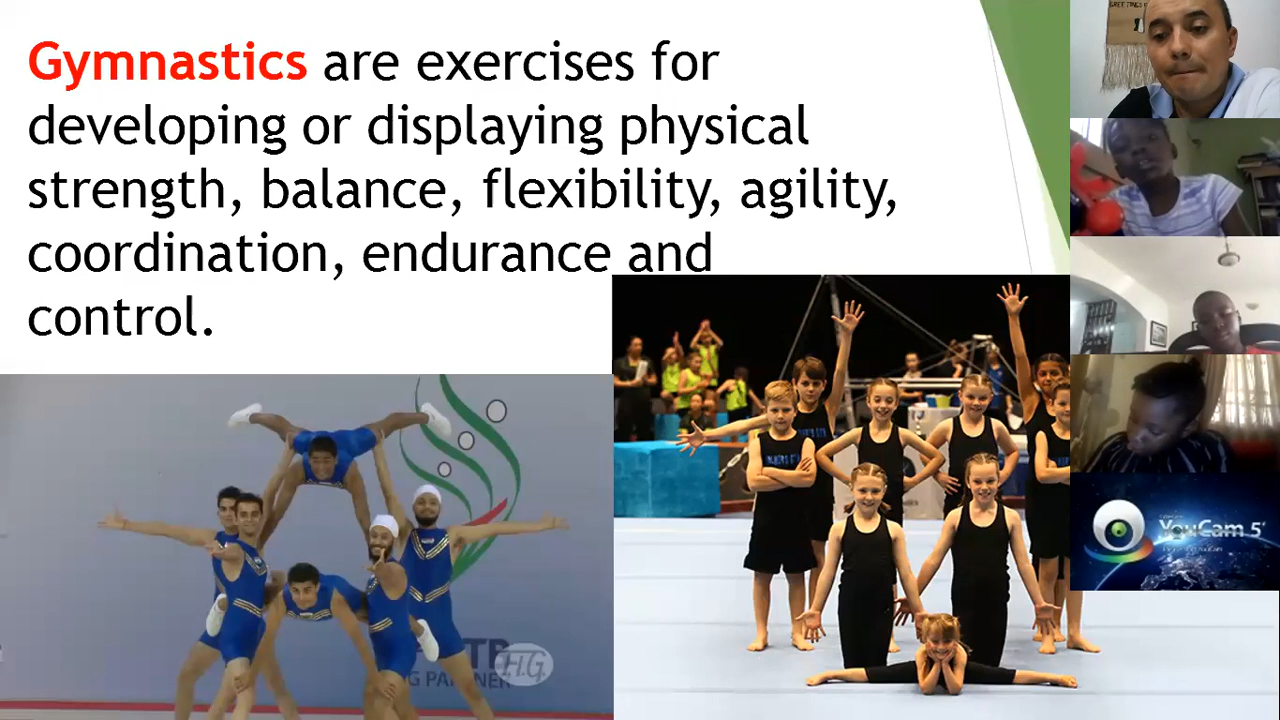 Gymnastics are exercises for
developing or displaying physical
strength, balance, flexibility, agility,
coordination, endurance and
control.
H.G.
YouCam 5